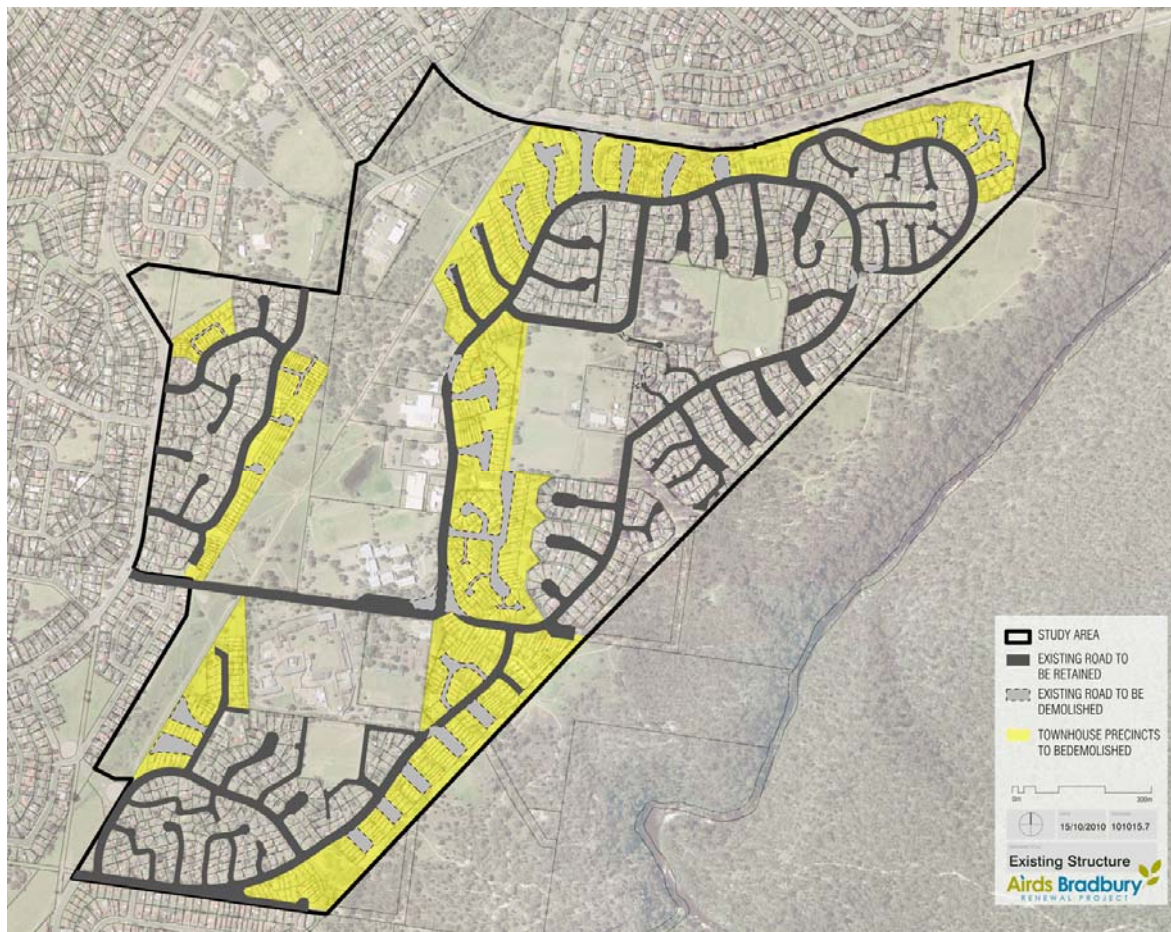 STUDY AREA
EXISTING ROAD TO
BE RETAINED
EXISTING ROAD TO BE
DEMOLISHED
TOWNHOUSE PRECINCTS
TO BEDEMOLISHED
0m 300m
15/10/2010 101015.7
Existing Structure
Airds Bradbury
RENEWAL PROJECT